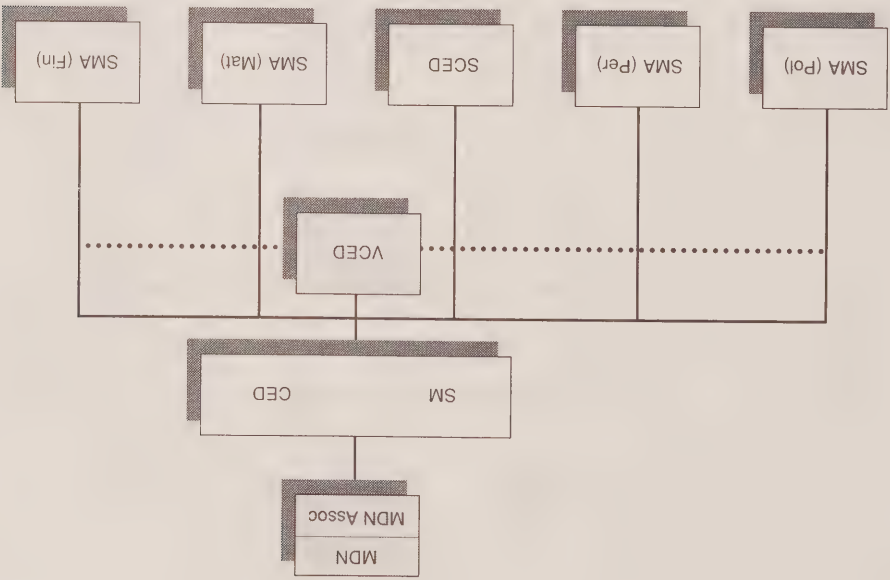 MDN
MDN Assoc
SM CED
VCED
SMA (Pol) SMA (Per) SCED SMA (Mat) SMA (Fin)